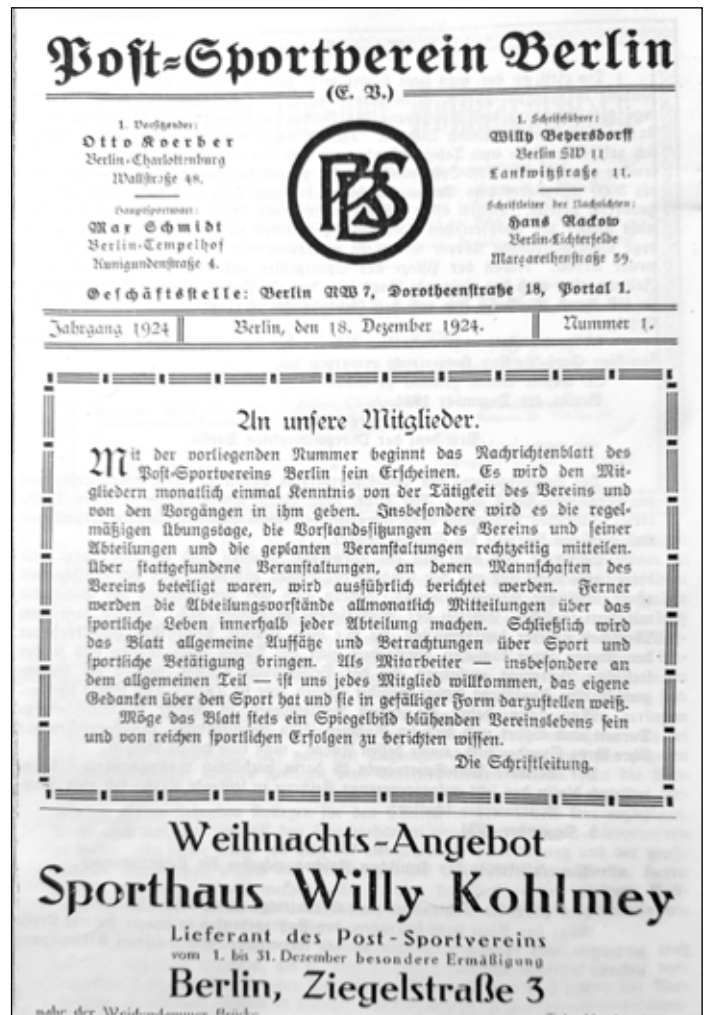 Post-Sportverein Berlin
(E. V.)
1. Vorsitzender:
Otto Koerber
Berlin-Charlottenburg
Wallstraße 48.
Hauptsportwart:
Max Schmidt
Berlin-Tempelhof
Kunigundenstraße 4.
PSB
1. Schriftführer:
Willy Beyersdorff
Berlin SW 11
Lankwitzstraße 11.
Schriftleiter der Nachrichten:
Hans Rackow
Berlin-Lichterfelde
Margarethenstraße 39.
Geschäftsstelle: Berlin NW 7, Dorotheenstraße 18, Portal 1.
Jahrgang 1924
Berlin, den 18. Dezember 1924.
Nummer 1.
An unsere Mitglieder.
Mit der vorliegenden Nummer beginnt das Nachrichtenblatt des
Post-Sportvereins Berlin sein Erscheinen. Es wird den Mit-
gliedern monatlich einmal Kenntnis von der Tätigkeit des Vereins und
von den Vorgängen in ihm geben. Insbesondere wird es die regel-
mäßigen Übungstage, die Vorstandssitzungen des Vereins und seiner
Abteilungen und die geplanten Veranstaltungen rechtzeitig mitteilen.
Über stattgefundene Veranstaltungen, an denen Mannschaften des
Vereins beteiligt waren, wird ausführlich berichtet werden. Ferner
werden die Abteilungsvorstände allmonatlich Mitteilungen über das
sportliche Leben innerhalb jeder Abteilung machen. Schließlich wird
das Blatt allgemeine Aufsätze und Betrachtungen über Sport und
sportliche Betätigung bringen. Als Mitarbeiter — insbesondere an
dem allgemeinen Teil — ist uns jedes Mitglied willkommen, das eigene
Gedanken über den Sport hat und sie in gefälliger Form darzustellen weiß.
Möge das Blatt stets ein Spiegelbild blühenden Vereinslebens sein
und von reichen sportlichen Erfolgen zu berichten wissen.
Die Schriftleitung.
Weihnachts-Angebot
Sporthaus Willy Kohlmey
Lieferant des Post-Sportvereins
vom 1. bis 31. Dezember besondere Ermäßigung
Berlin, Ziegelstraße 3
nahe der Weidendammer Brücke